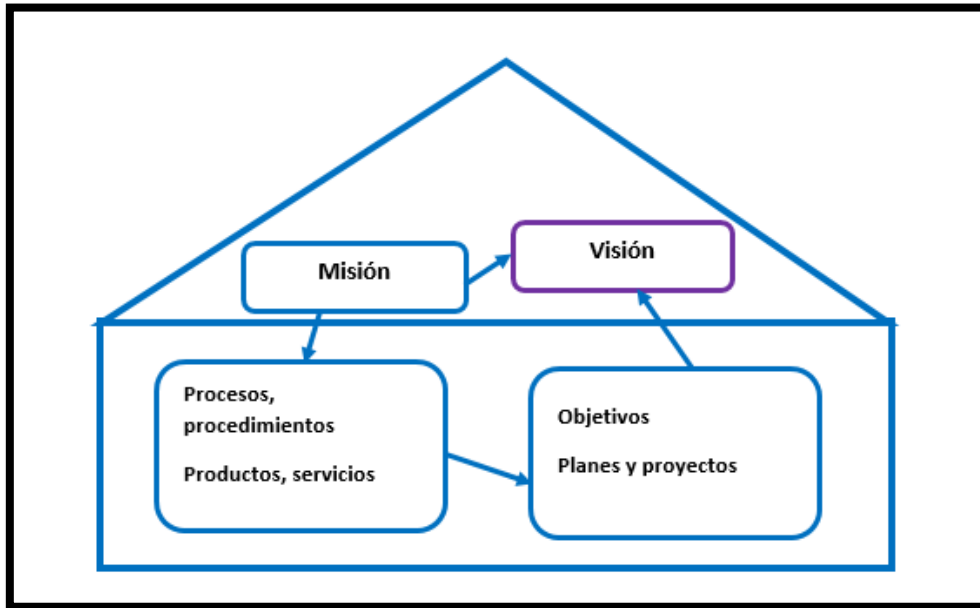 Misión
Visión
Procesos,
procedimientos
Productos, servicios
Objetivos
Planes y proyectos